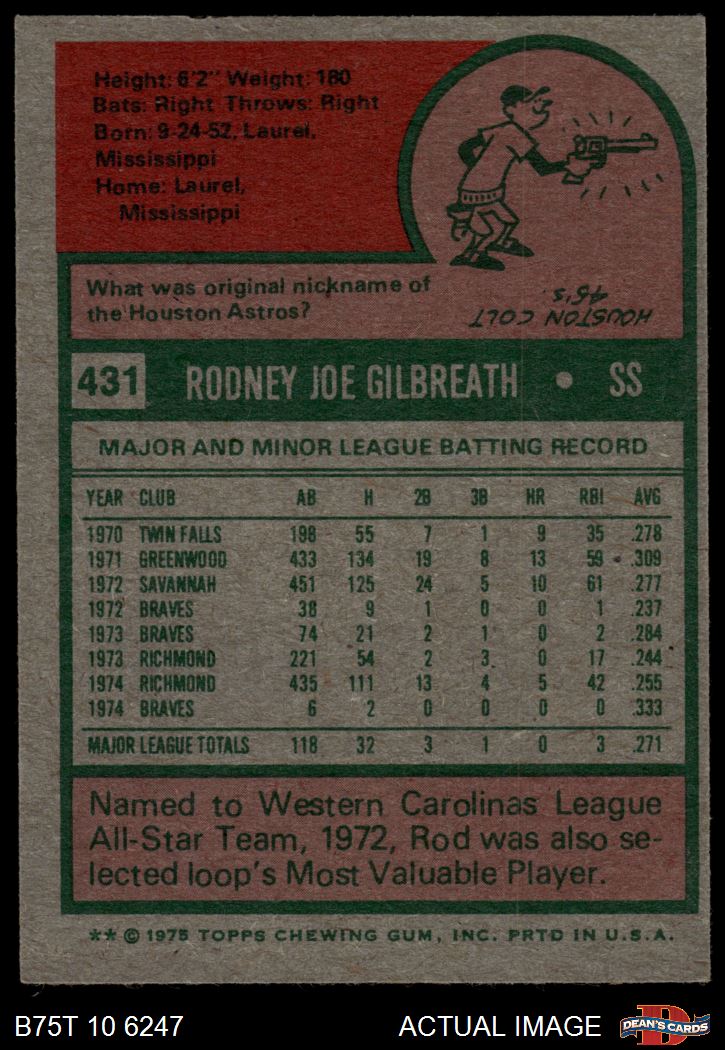 Height: 6'2" Weight: 180
Bats: Right Throws: Right
Born: 9-24-52, Laurel,
Mississippi
Home: Laurel,
Mississippi
What was original nickname of
the Houston Astros?
HOUSTON COLT
45's.
431 RODNEY JOE GILBREATH • SS
MAJOR AND MINOR LEAGUE BATTING RECORD
YEAR CLUB AB H 2B 3B HR RBI AVG
1970 TWIN FALLS 198 55 7 1 9 35 .278
1971 GREENWOOD 433 134 19 8 13 59 .309
1972 SAVANNAH 451 125 24 5 10 61 .277
1972 BRAVES 38 9 1 0 0 1 .237
1973 BRAVES 74 21 2 1 0 2 .284
1973 RICHMOND 221 54 2 3 0 17 .244
1974 RICHMOND 435 111 13 4 5 42 .255
1974 BRAVES 6 2 0 0 0 0 .333
MAJOR LEAGUE TOTALS 118 32 3 1 0 3 .271
Named to Western Carolinas League
All-Star Team, 1972, Rod was also se-
lected loop's Most Valuable Player.
** © 1975 TOPPS CHEWING GUM, INC. PRTD IN U.S.A.
B75T 10 6247 ACTUAL IMAGE D DEAN'S CARDS